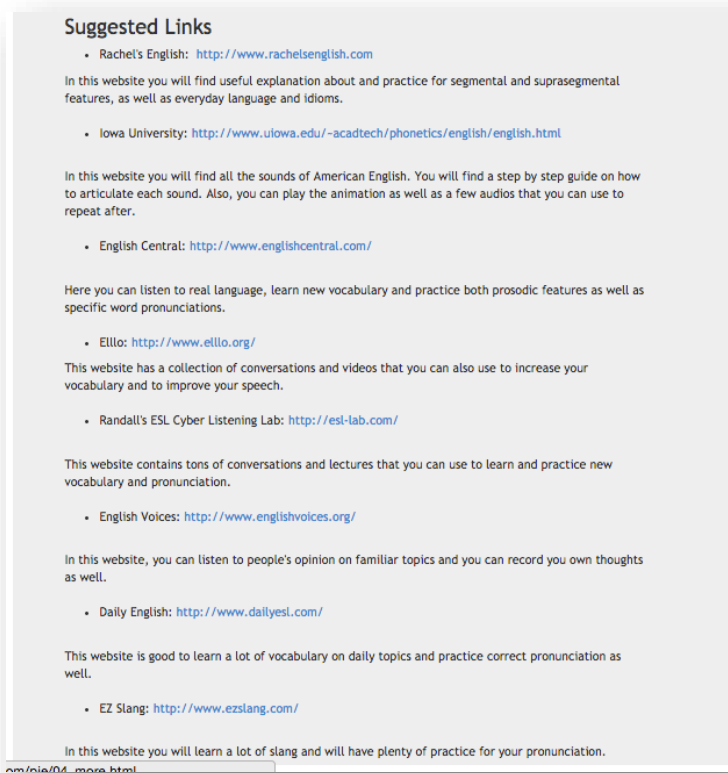 Suggested Links
• Rachel's English: http://www.rachelsenglish.com
In this website you will find useful explanation about and practice for segmental and suprasegmental
features, as well as everyday language and idioms.
• Iowa University: http://www.uiowa.edu/~acadtech/phonetics/english/english.html
In this website you will find all the sounds of American English. You will find a step by step guide on how
to articulate each sound. Also, you can play the animation as well as a few audios that you can use to
repeat after.
• English Central: http://www.englishcentral.com/
Here you can listen to real language, learn new vocabulary and practice both prosodic features as well as
specific word pronunciations.
• Elllo: http://www.elllo.org/
This website has a collection of conversations and videos that you can also use to increase your
vocabulary and to improve your speech.
• Randall's ESL Cyber Listening Lab: http://esl-lab.com/
This website contains tons of conversations and lectures that you can use to learn and practice new
vocabulary and pronunciation.
• English Voices: http://www.englishvoices.org/
In this website, you can listen to people's opinion on familiar topics and you can record you own thoughts
as well.
• Daily English: http://www.dailyesl.com/
This website is good to learn a lot of vocabulary on daily topics and practice correct pronunciation as
well.
• EZ Slang: http://www.ezslang.com/
In this website you will learn a lot of slang and will have plenty of practice for your pronunciation.
om/pie/04_more.html